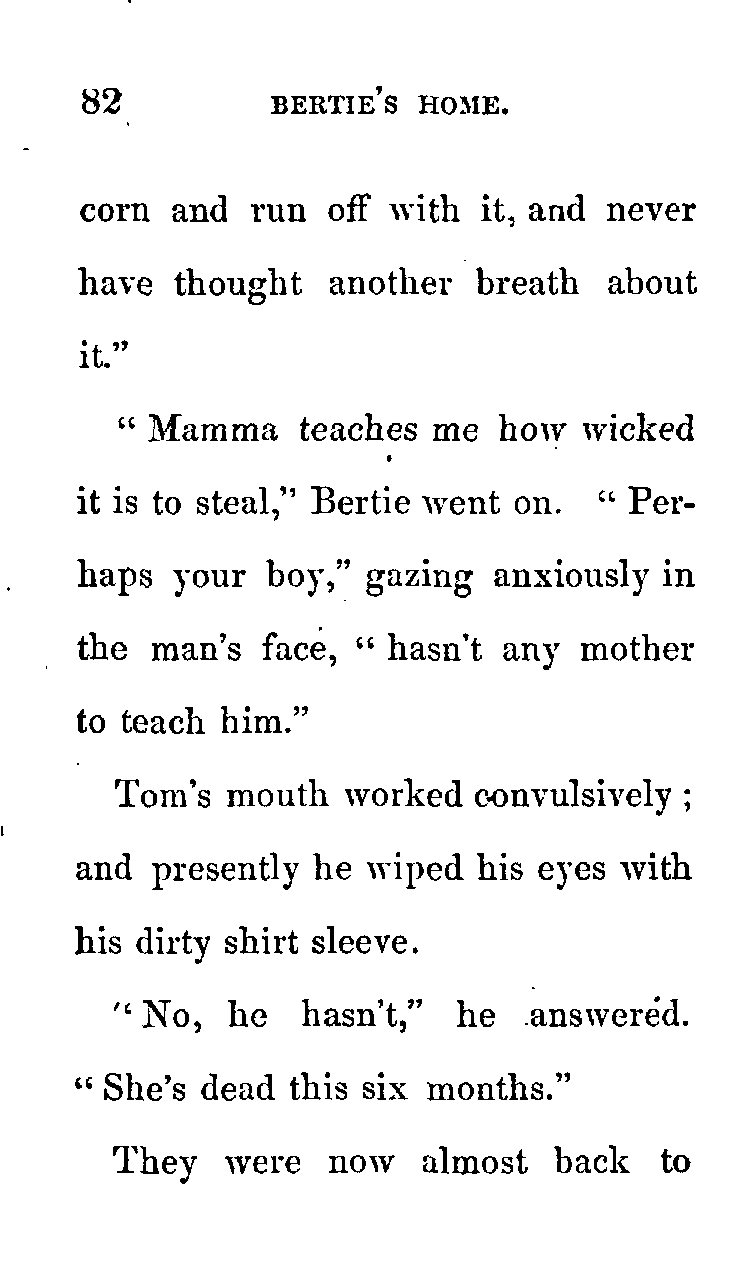 82 BERTIE'S HOME.
corn and run off with it, and never
have thought another breath about
it."
" Mamma teaches me how wicked
it is to steal," Bertie went on. " Per-
haps your boy," gazing anxiously in
the man's face, " hasn't any mother
to teach him."
Tom's mouth worked convulsively ;
and presently he wiped his eyes with
his dirty shirt sleeve.
" No, he hasn't," he answered.
" She's dead this six months."
They were now almost back to